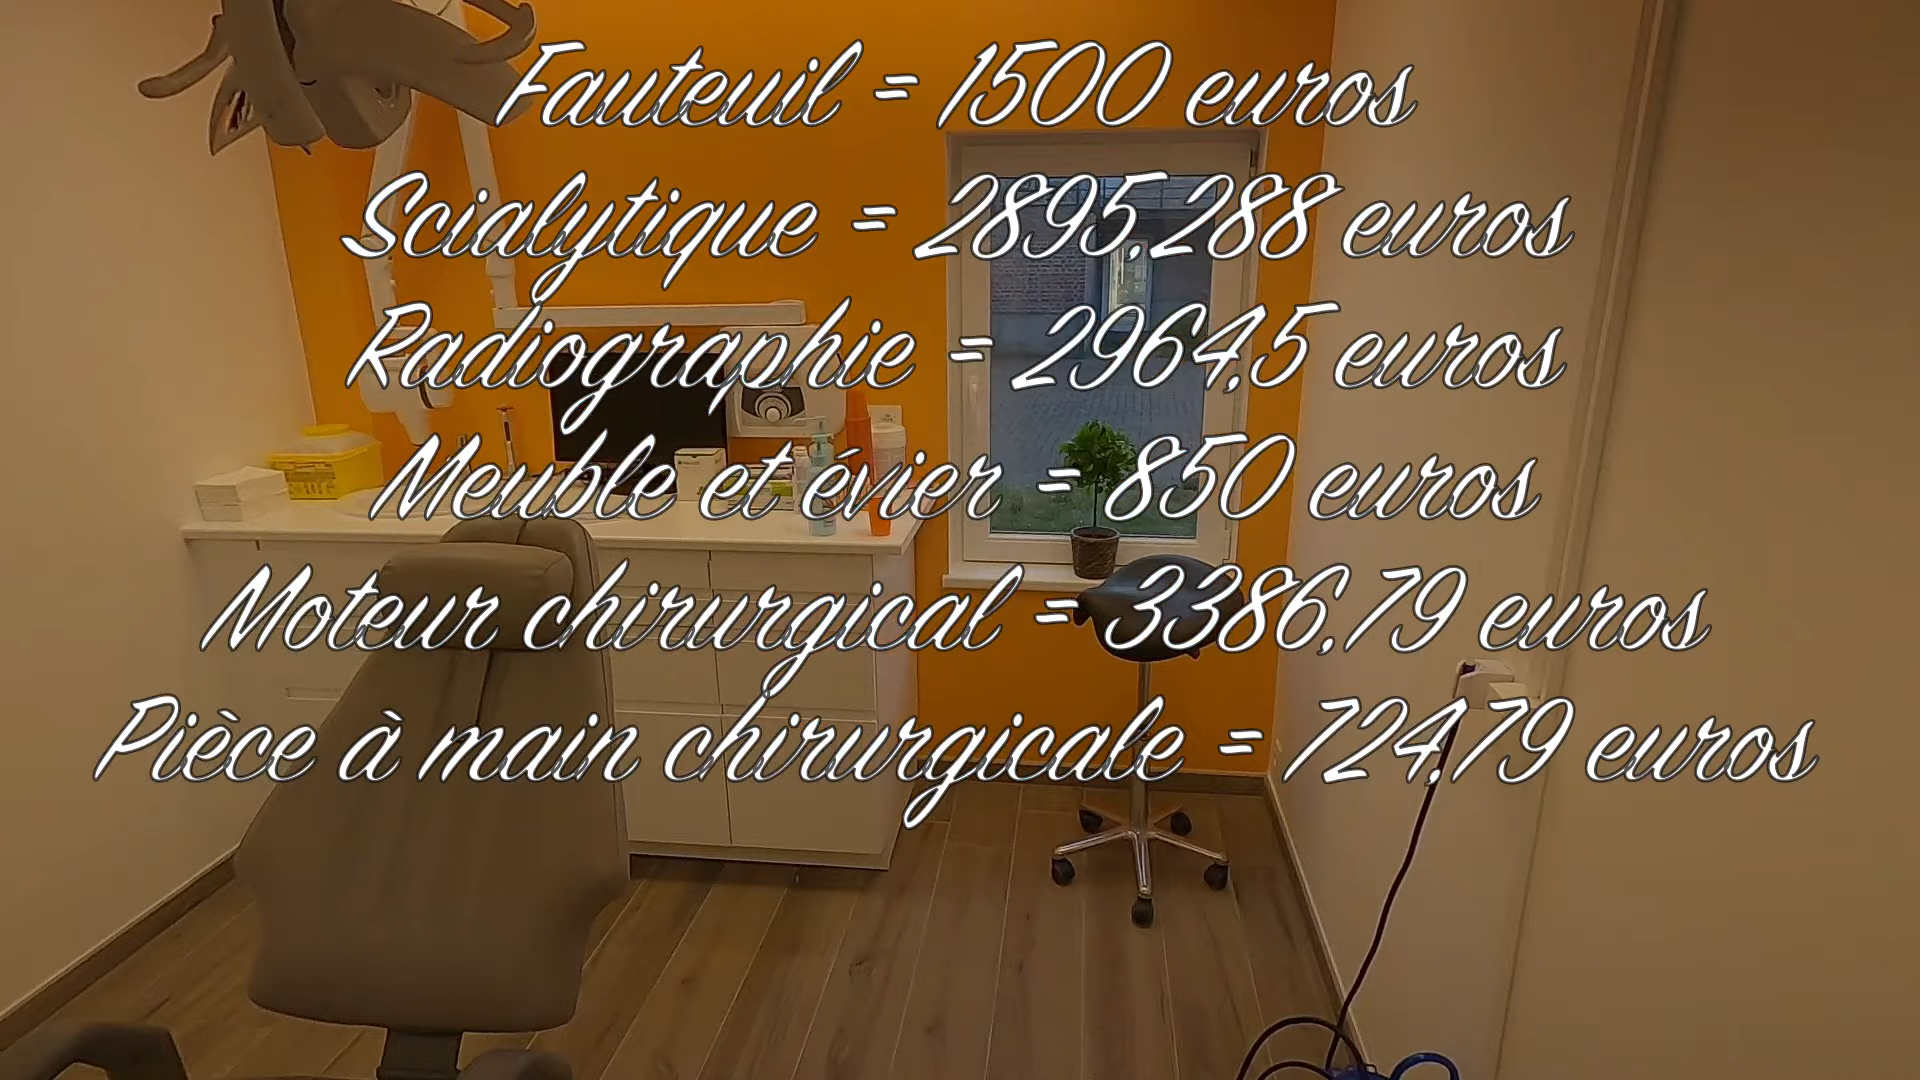 Fauteuil = 1500 euros
Scialytique = 2895,288 euros
Radiographie = 2964,5 euros
Meuble et évier = 850 euros
Moteur chirurgical = 3386,79 euros
Pièce à main chirurgicale = 724,79 euros